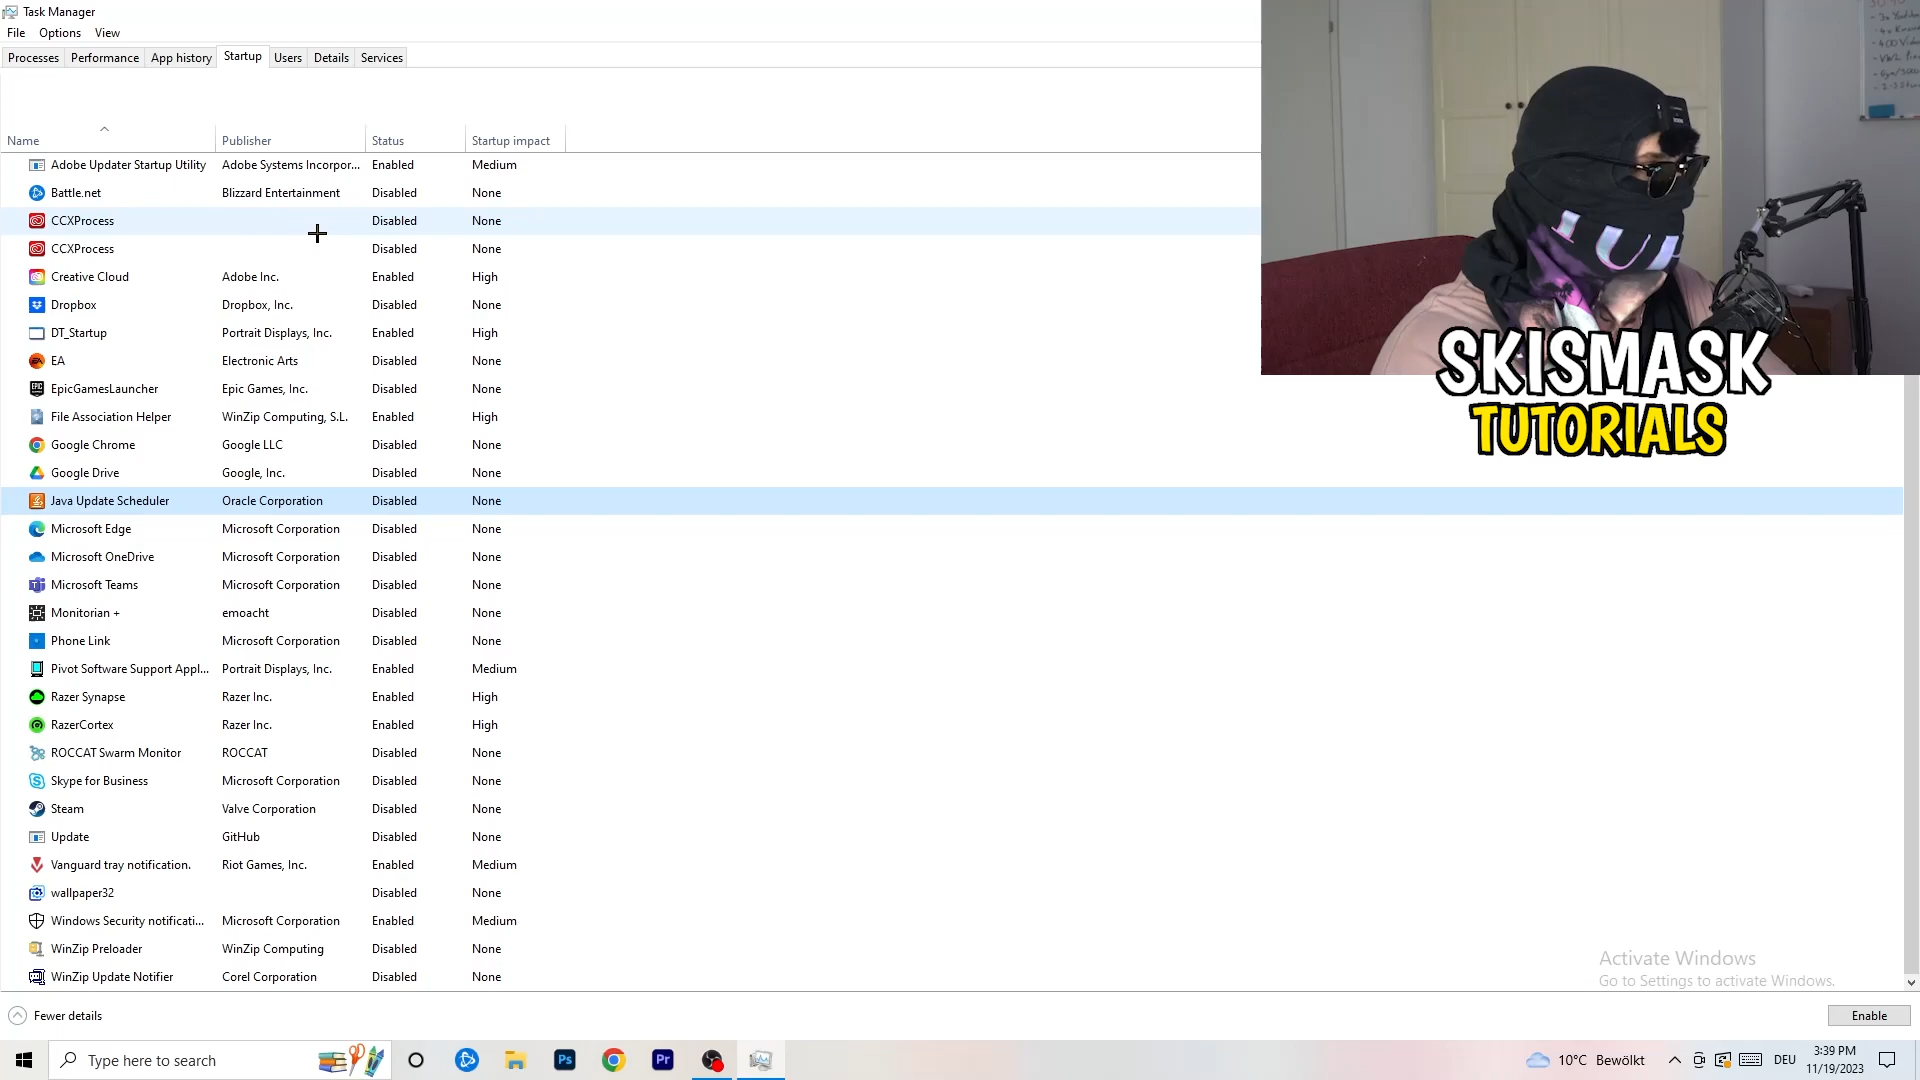 Task Manager
File Options View
Processes Performance App history Startup Users Details Services
Name Publisher Status Startup impact
Adobe Updater Startup Utility Adobe Systems Incorpor... Enabled Medium
Battle.net Blizzard Entertainment Disabled None
CCXProcess Disabled None
CCXProcess Disabled None
Creative Cloud Adobe Inc. Enabled High
Dropbox Dropbox, Inc. Disabled None
DT_Startup Portrait Displays, Inc. Enabled High
EA Electronic Arts Disabled None
EpicGamesLauncher Epic Games, Inc. Disabled None
File Association Helper WinZip Computing, S.L. Enabled High
Google Chrome Google LLC Disabled None
Google Drive Google, Inc. Disabled None
Java Update Scheduler Oracle Corporation Disabled None
Microsoft Edge Microsoft Corporation Disabled None
Microsoft OneDrive Microsoft Corporation Disabled None
Microsoft Teams Microsoft Corporation Disabled None
Monitorian + emoacht Disabled None
Phone Link Microsoft Corporation Disabled None
Pivot Software Support Appl... Portrait Displays, Inc. Enabled Medium
Razer Synapse Razer Inc. Enabled High
RazerCortex Razer Inc. Enabled High
ROCCAT Swarm Monitor ROCCAT Disabled None
Skype for Business Microsoft Corporation Disabled None
Steam Valve Corporation Disabled None
Update GitHub Disabled None
Vanguard tray notification. Riot Games, Inc. Enabled Medium
wallpaper32 Disabled None
Windows Security notificati... Microsoft Corporation Enabled Medium
WinZip Preloader WinZip Computing Disabled None
WinZip Update Notifier Corel Corporation Disabled None
SKISMASK
TUTORIALS
Activate Windows
Go to Settings to activate Windows.
Fewer details
Enable
Type here to search
Ps
Pr
10°C Bewölkt
DEU
3:39 PM
11/19/2023